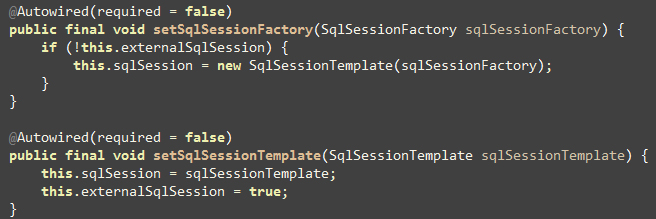 @Autowired(required = false)
public final void setSqlSessionFactory(SqlSessionFactory sqlSessionFactory) {
    if (!this.externalSqlSession) {
        this.sqlSession = new SqlSessionTemplate(sqlSessionFactory);
    }
}

@Autowired(required = false)
public final void setSqlSessionTemplate(SqlSessionTemplate sqlSessionTemplate) {
    this.sqlSession = sqlSessionTemplate;
    this.externalSqlSession = true;
}